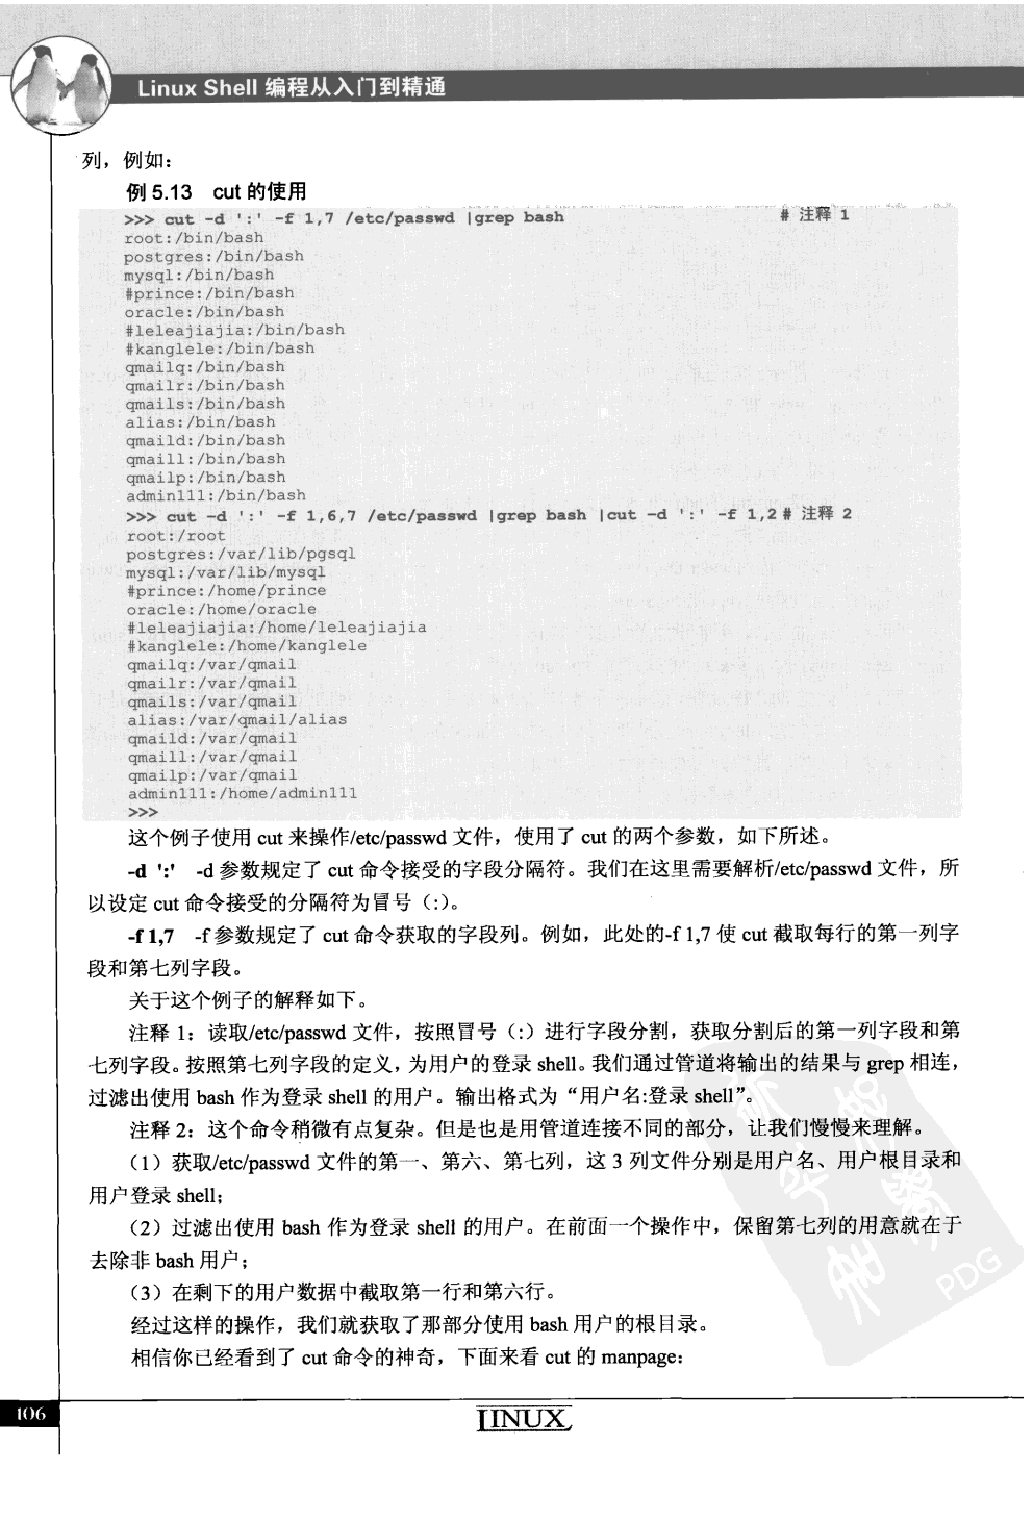 Linux Shell 编程从入门到精通
列，例如：
例 5.13 cut 的使用
>>> cut -d ':' -f 1,7 /etc/passwd |grep bash # 注释 1
root:/bin/bash
postgres:/bin/bash
mysql:/bin/bash
#prince:/bin/bash
oracle:/bin/bash
#leleajiajia:/bin/bash
#kanglele:/bin/bash
qmailq:/bin/bash
qmailr:/bin/bash
qmails:/bin/bash
alias:/bin/bash
qmaild:/bin/bash
qmaill:/bin/bash
qmailp:/bin/bash
admin111:/bin/bash
>>> cut -d ':' -f 1,6,7 /etc/passwd |grep bash |cut -d ':' -f 1,2# 注释 2
root:/root
postgres:/var/lib/pgsql
mysql:/var/lib/mysql
#prince:/home/prince
oracle:/home/oracle
#leleajiajia:/home/leleajiajia
#kanglele:/home/kanglele
qmailq:/var/qmail
qmailr:/var/qmail
qmails:/var/qmail
alias:/var/qmail/alias
qmaild:/var/qmail
qmaill:/var/qmail
qmailp:/var/qmail
admin111:/home/admin111
>>>
这个例子使用 cut 来操作/etc/passwd 文件，使用了 cut 的两个参数，如下所述。
-d ':' -d 参数规定了 cut 命令接受的字段分隔符。我们在这里需要解析/etc/passwd 文件，所
以设定 cut 命令接受的分隔符为冒号（:）。
-f 1,7 -f 参数规定了 cut 命令获取的字段列。例如，此处的-f 1,7 使 cut 截取每行的第一列字
段和第七列字段。
关于这个例子的解释如下。
注释 1：读取/etc/passwd 文件，按照冒号（:）进行字段分割，获取分割后的第一列字段和第
七列字段。按照第七列字段的定义，为用户的登录 shell。我们通过管道将输出的结果与 grep 相连，
过滤出使用 bash 作为登录 shell 的用户。输出格式为“用户名:登录 shell”。
注释 2：这个命令稍微有点复杂。但是也是用管道连接不同的部分，让我们慢慢来理解。
（1）获取/etc/passwd 文件的第一、第六、第七列，这 3 列文件分别是用户名、用户根目录和
用户登录 shell；
（2）过滤出使用 bash 作为登录 shell 的用户。在前面一个操作中，保留第七列的用意就在于
去除非 bash 用户；
（3）在剩下的用户数据中截取第一行和第六行。
经过这样的操作，我们就获取了那部分使用 bash 用户的根目录。
相信你已经看到了 cut 命令的神奇，下面来看 cut 的 manpage：
PDG
106
LINUX